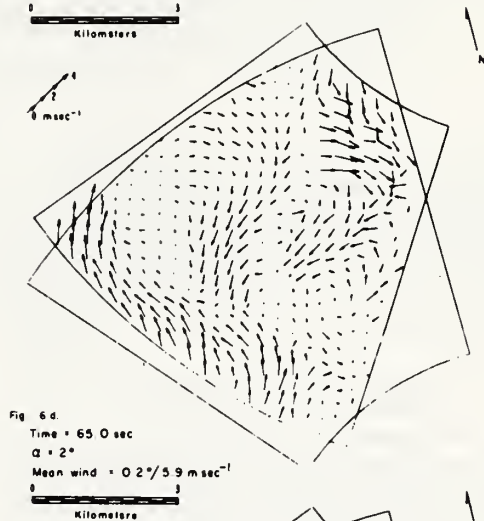 0 3
Kilometers
N
4
2
0 msec⁻¹
Fig. 6d.
Time = 65.0 sec
α = 2°
Mean wind = 0.2°/5.9 m sec⁻¹
0 3
Kilometers